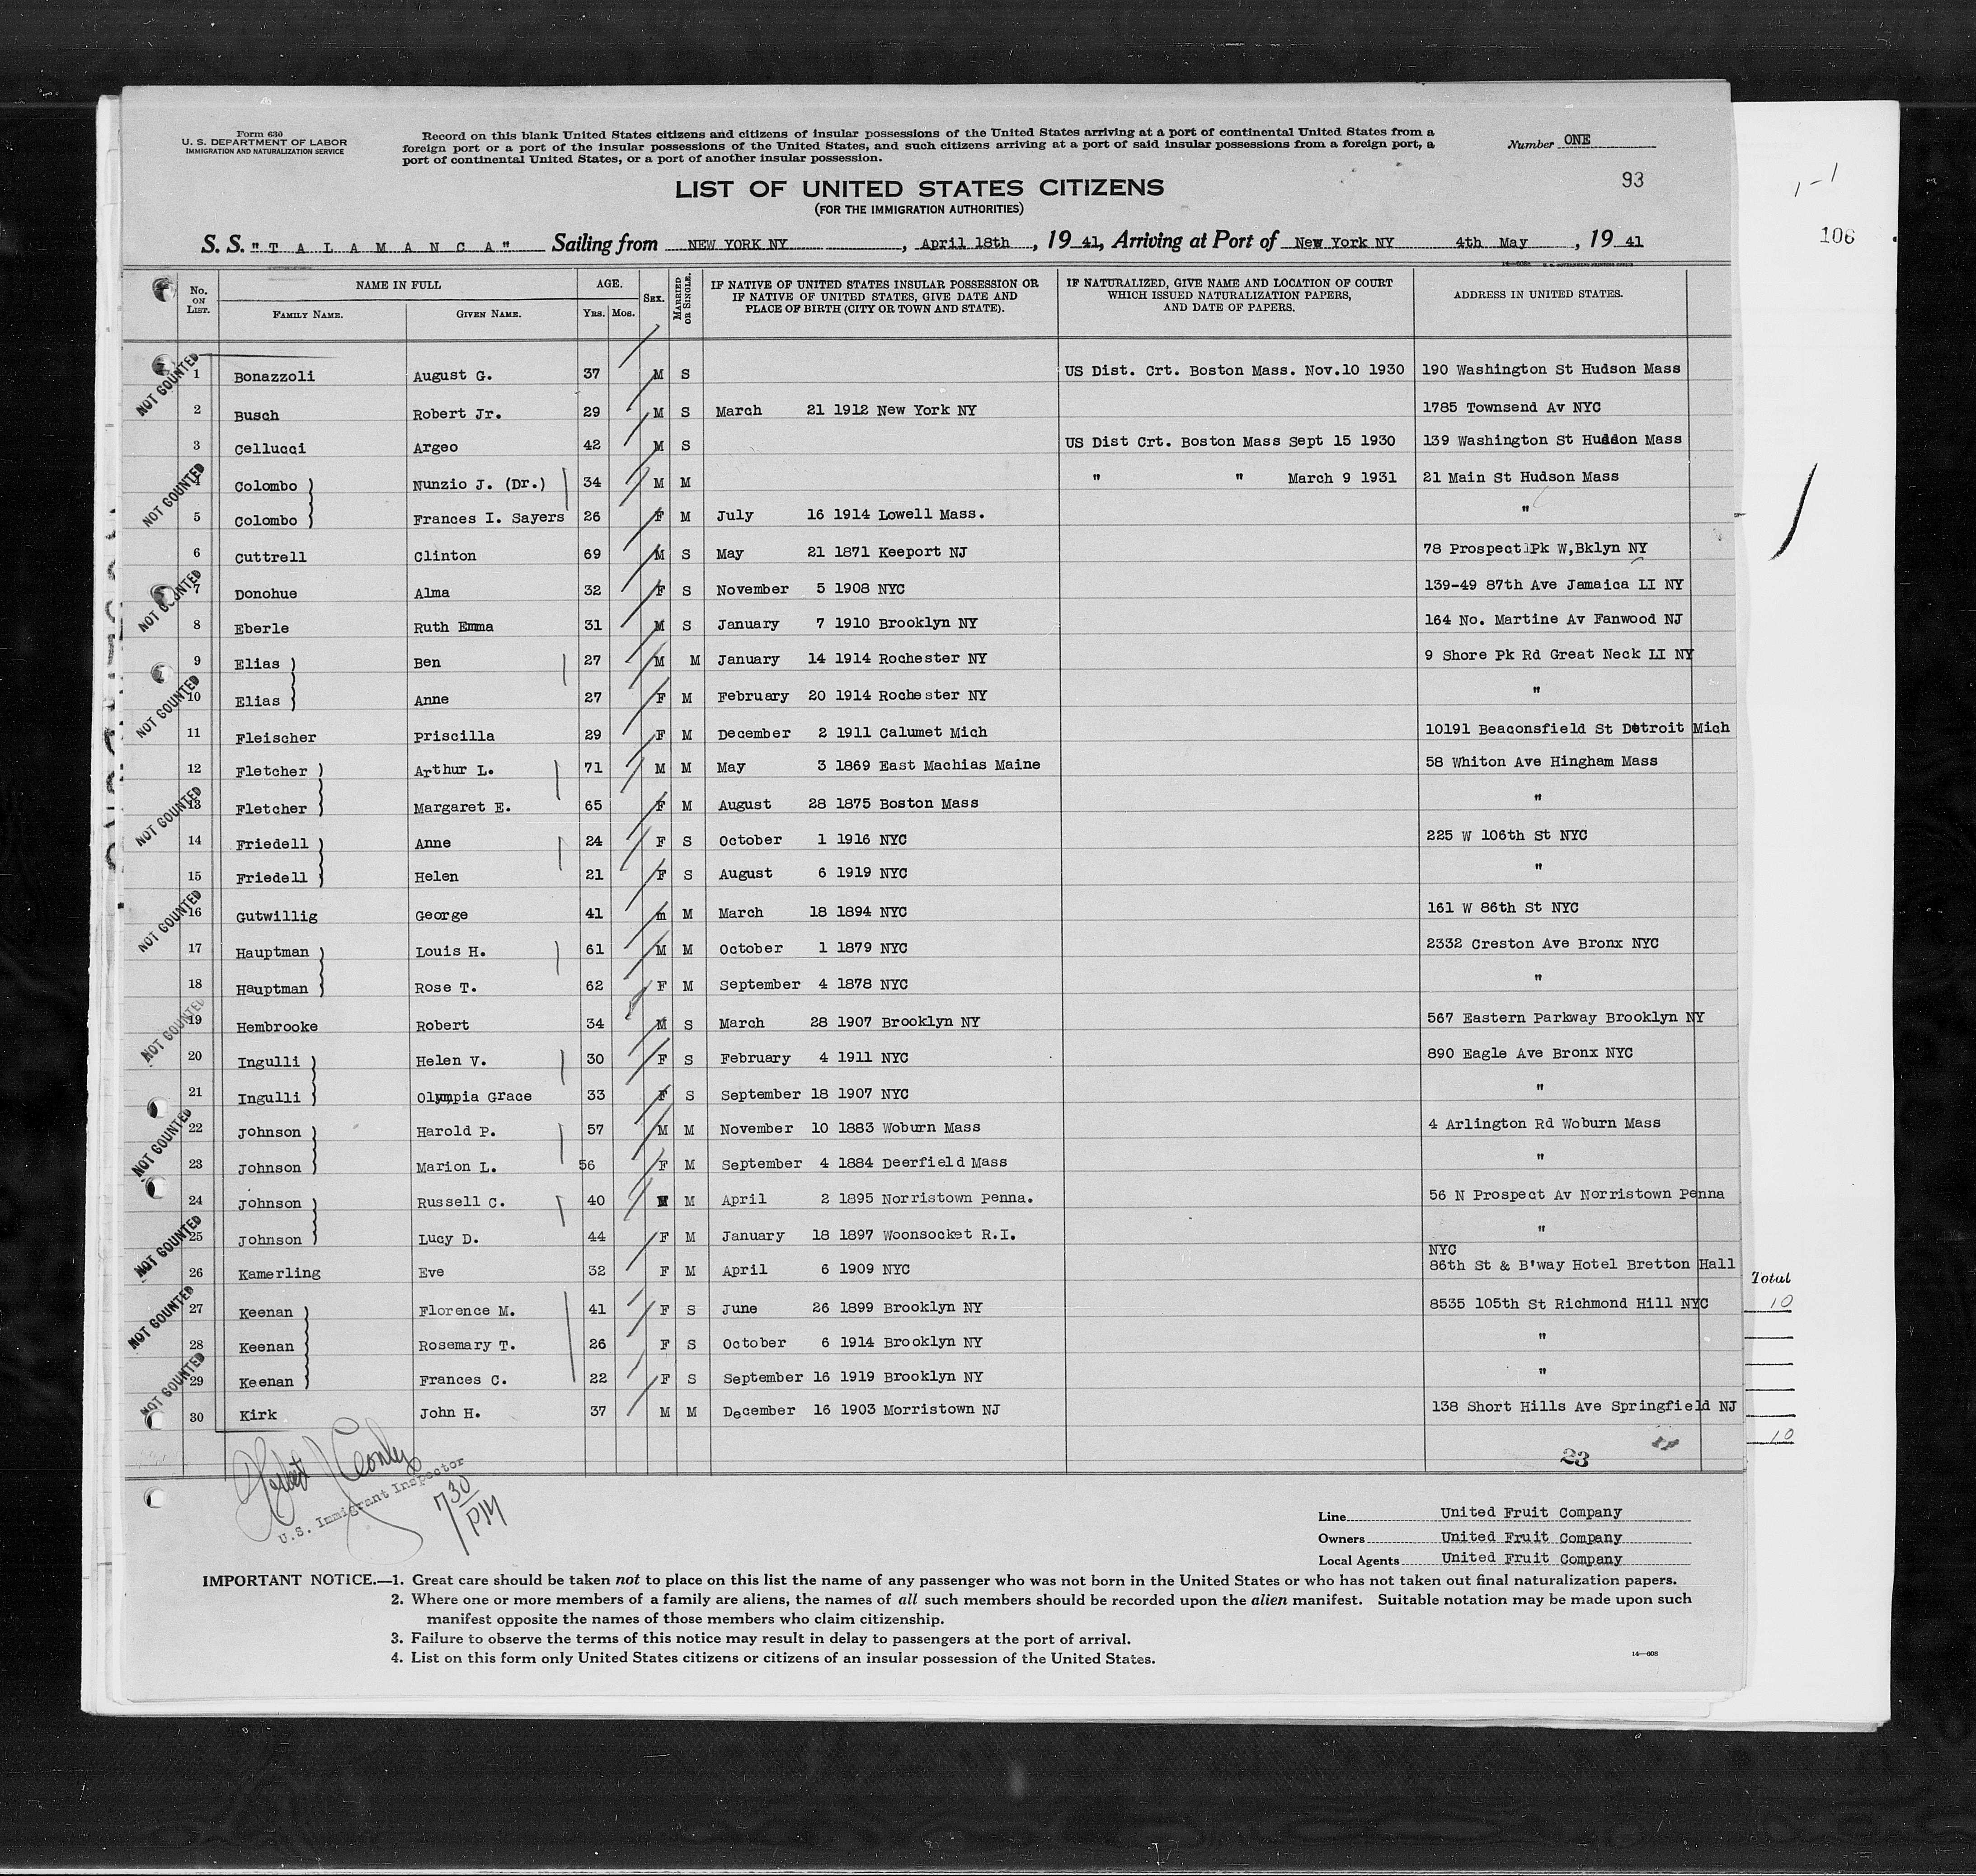 Form 630
U. S. DEPARTMENT OF LABOR
IMMIGRATION AND NATURALIZATION SERVICE
Record on this blank United States citizens and citizens of insular possessions of the United States arriving at a port of continental United States from a
foreign port or a port of the insular possessions of the United States, and such citizens arriving at a port of said insular possessions from a foreign port, a
port of continental United States, or a port of another insular possession.
Number ONE
93
1-1
106
LIST OF UNITED STATES CITIZENS
(FOR THE IMMIGRATION AUTHORITIES)
S. S. "T A L A M A N C A" Sailing from NEW YORK NY, April 18th, 19 41, Arriving at Port of New York NY 4th May, 19 41
No. ON LIST. NAME IN FULL FAMILY NAME. GIVEN NAME. AGE. YRS. MOS. SEX. MARRIED OR SINGLE. IF NATIVE OF UNITED STATES INSULAR POSSESSION OR IF NATIVE OF UNITED STATES, GIVE DATE AND PLACE OF BIRTH (CITY OR TOWN AND STATE). IF NATURALIZED, GIVE NAME AND LOCATION OF COURT WHICH ISSUED NATURALIZATION PAPERS, AND DATE OF PAPERS. ADDRESS IN UNITED STATES.
NOT COUNTED
1 Bonazzoli August G. 37 M S US Dist. Crt. Boston Mass. Nov.10 1930 190 Washington St Hudson Mass
2 Busch Robert Jr. 29 M S March 21 1912 New York NY 1785 Townsend Av NYC
3 Cellucci Argeo 42 M S US Dist Crt. Boston Mass Sept 15 1930 139 Washington St Huddon Mass
NOT COUNTED
4 Colombo Nunzio J. (Dr.) 34 M M " " March 9 1931 21 Main St Hudson Mass
5 Colombo Frances I. Sayers 26 F M July 16 1914 Lowell Mass. "
6 Cuttrell Clinton 69 M S May 21 1871 Keeport NJ 78 Prospect Pk W,Bklyn NY
NOT COUNTED
7 Donohue Alma 32 F S November 5 1908 NYC 139-49 87th Ave Jamaica LI NY
8 Eberle Ruth Emma 31 M S January 7 1910 Brooklyn NY 164 No. Martine Av Fanwood NJ
9 Elias Ben 27 M M January 14 1914 Rochester NY 9 Shore Pk Rd Great Neck LI NY
NOT COUNTED
10 Elias Anne 27 F M February 20 1914 Rochester NY "
11 Fleischer Priscilla 29 F M December 2 1911 Calumet Mich 10191 Beaconsfield St Detroit Mich
12 Fletcher Arthur L. 71 M M May 3 1869 East Machias Maine 58 Whiton Ave Hingham Mass
NOT COUNTED
13 Fletcher Margaret E. 65 F M August 28 1875 Boston Mass "
14 Friedell Anne 24 F S October 1 1916 NYC 225 W 106th St NYC
15 Friedell Helen 21 F S August 6 1919 NYC "
NOT COUNTED
16 Gutwillig George 41 m M March 18 1894 NYC 161 W 86th St NYC
17 Hauptman Louis H. 61 M M October 1 1879 NYC 2332 Creston Ave Bronx NYC
18 Hauptman Rose T. 62 F M September 4 1878 NYC "
NOT COUNTED
19 Hembrooke Robert 34 M S March 28 1907 Brooklyn NY 567 Eastern Parkway Brooklyn NY
20 Ingulli Helen V. 30 F S February 4 1911 NYC 890 Eagle Ave Bronx NYC
21 Ingulli Olympia Grace 33 F S September 18 1907 NYC "
NOT COUNTED
22 Johnson Harold P. 57 M M November 10 1883 Woburn Mass 4 Arlington Rd Woburn Mass
23 Johnson Marion L. 56 F M September 4 1884 Deerfield Mass "
24 Johnson Russell C. 40 M M April 2 1895 Norristown Penna. 56 N Prospect Av Norristown Penna
NOT COUNTED
25 Johnson Lucy D. 44 F M January 18 1897 Woonsocket R.I. "
NYC
26 Kamerling Eve 32 F M April 6 1909 NYC 86th St & B'way Hotel Bretton Hall
NOT COUNTED
27 Keenan Florence M. 41 F S June 26 1899 Brooklyn NY 8535 105th St Richmond Hill NYC
28 Keenan Rosemary T. 26 F S October 6 1914 Brooklyn NY "
NOT COUNTED
29 Keenan Frances C. 22 F S September 16 1919 Brooklyn NY "
30 Kirk John H. 37 M M December 16 1903 Morristown NJ 138 Short Hills Ave Springfield NJ
Total
10
10
23
U.S. Immigrant Inspector
7 30 PM
Line United Fruit Company
Owners United Fruit Company
Local Agents United Fruit Company
IMPORTANT NOTICE.—1. Great care should be taken not to place on this list the name of any passenger who was not born in the United States or who has not taken out final naturalization papers.
2. Where one or more members of a family are aliens, the names of all such members should be recorded upon the alien manifest. Suitable notation may be made upon such
manifest opposite the names of those members who claim citizenship.
3. Failure to observe the terms of this notice may result in delay to passengers at the port of arrival.
4. List on this form only United States citizens or citizens of an insular possession of the United States.
14—608